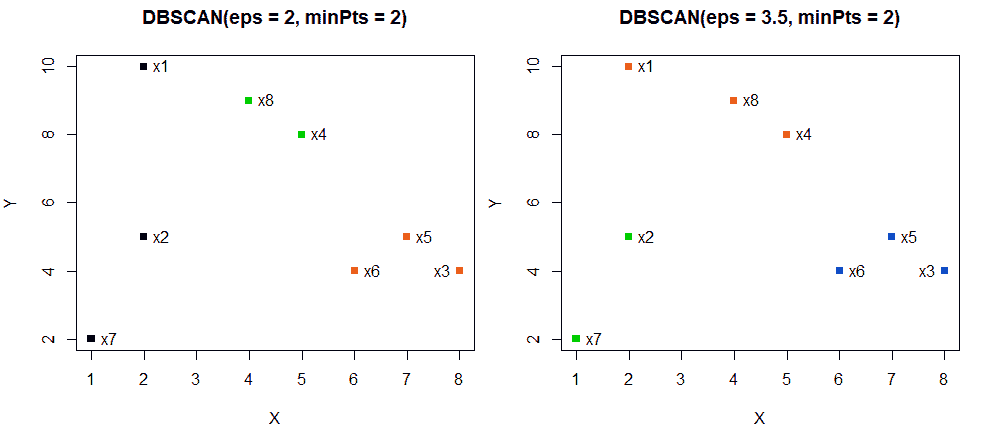 DBSCAN(eps = 2, minPts = 2)
10
8
6
4
2
Y
x1
x8
x4
x2
x5
x6
x3
x7
1 2 3 4 5 6 7 8
X
DBSCAN(eps = 3.5, minPts = 2)
10
8
6
4
2
Y
x1
x8
x4
x2
x5
x6
x3
x7
1 2 3 4 5 6 7 8
X